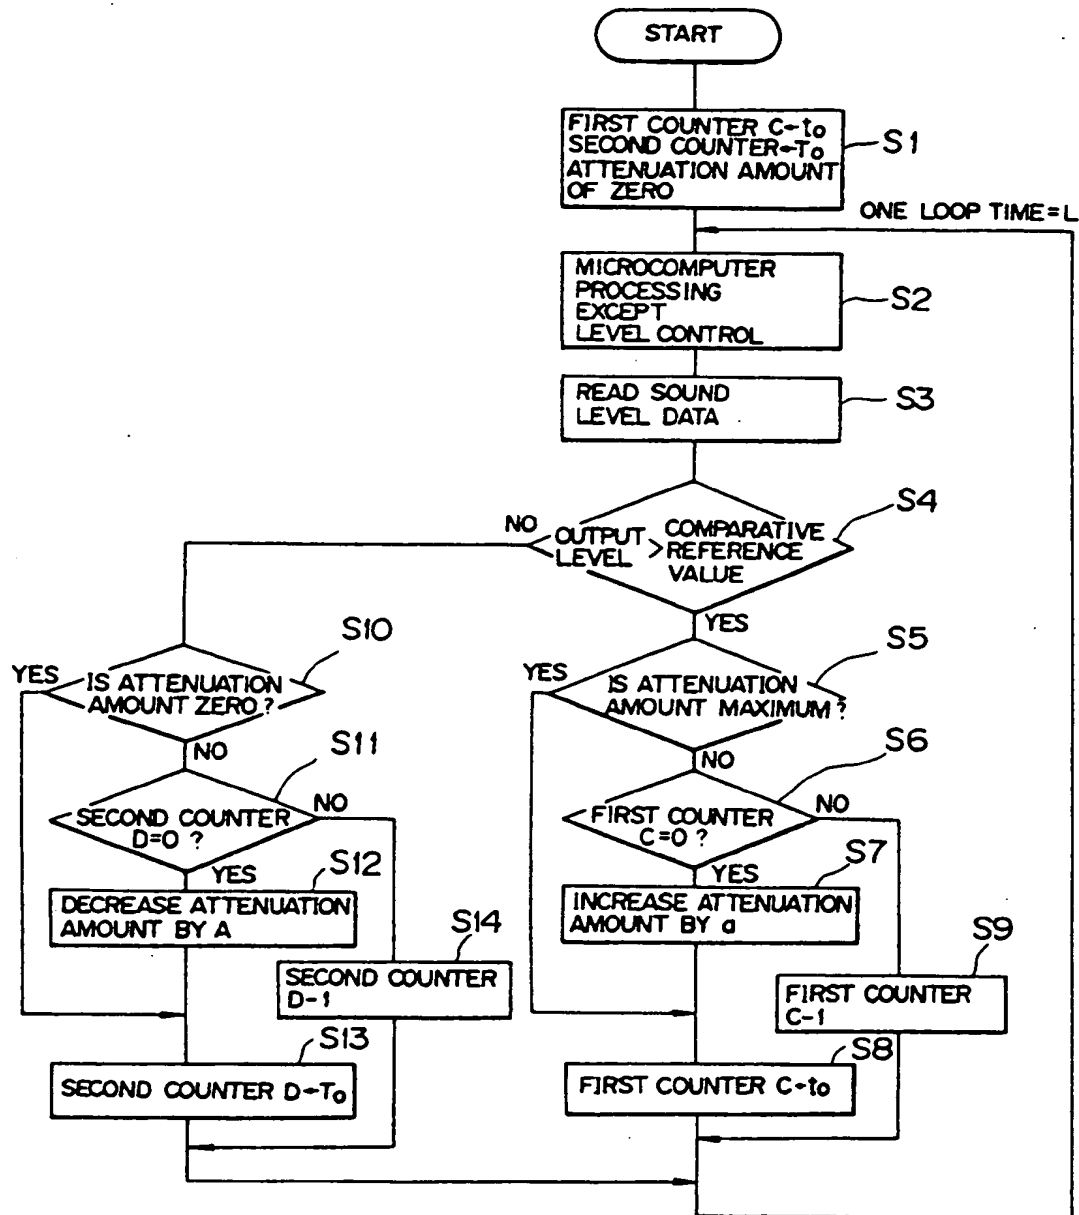 START
FIRST COUNTER C←to
SECOND COUNTER←To
ATTENUATION AMOUNT
OF ZERO
S1
ONE LOOP TIME=L
MICROCOMPUTER
PROCESSING
EXCEPT
LEVEL CONTROL
S2
READ SOUND
LEVEL DATA
S3
OUTPUT
LEVEL
>
COMPARATIVE
REFERENCE
VALUE
S4
NO
YES
IS ATTENUATION
AMOUNT ZERO ?
S10
YES
NO
IS ATTENUATION
AMOUNT MAXIMUM ?
S5
YES
NO
SECOND COUNTER
D=0 ?
S11
NO
YES
FIRST COUNTER
C=0 ?
S6
NO
YES
DECREASE ATTENUATION
AMOUNT BY A
S12
INCREASE ATTENUATION
AMOUNT BY a
S7
SECOND COUNTER
D-1
S14
FIRST COUNTER
C-1
S9
SECOND COUNTER D←To
S13
FIRST COUNTER C←to
S8